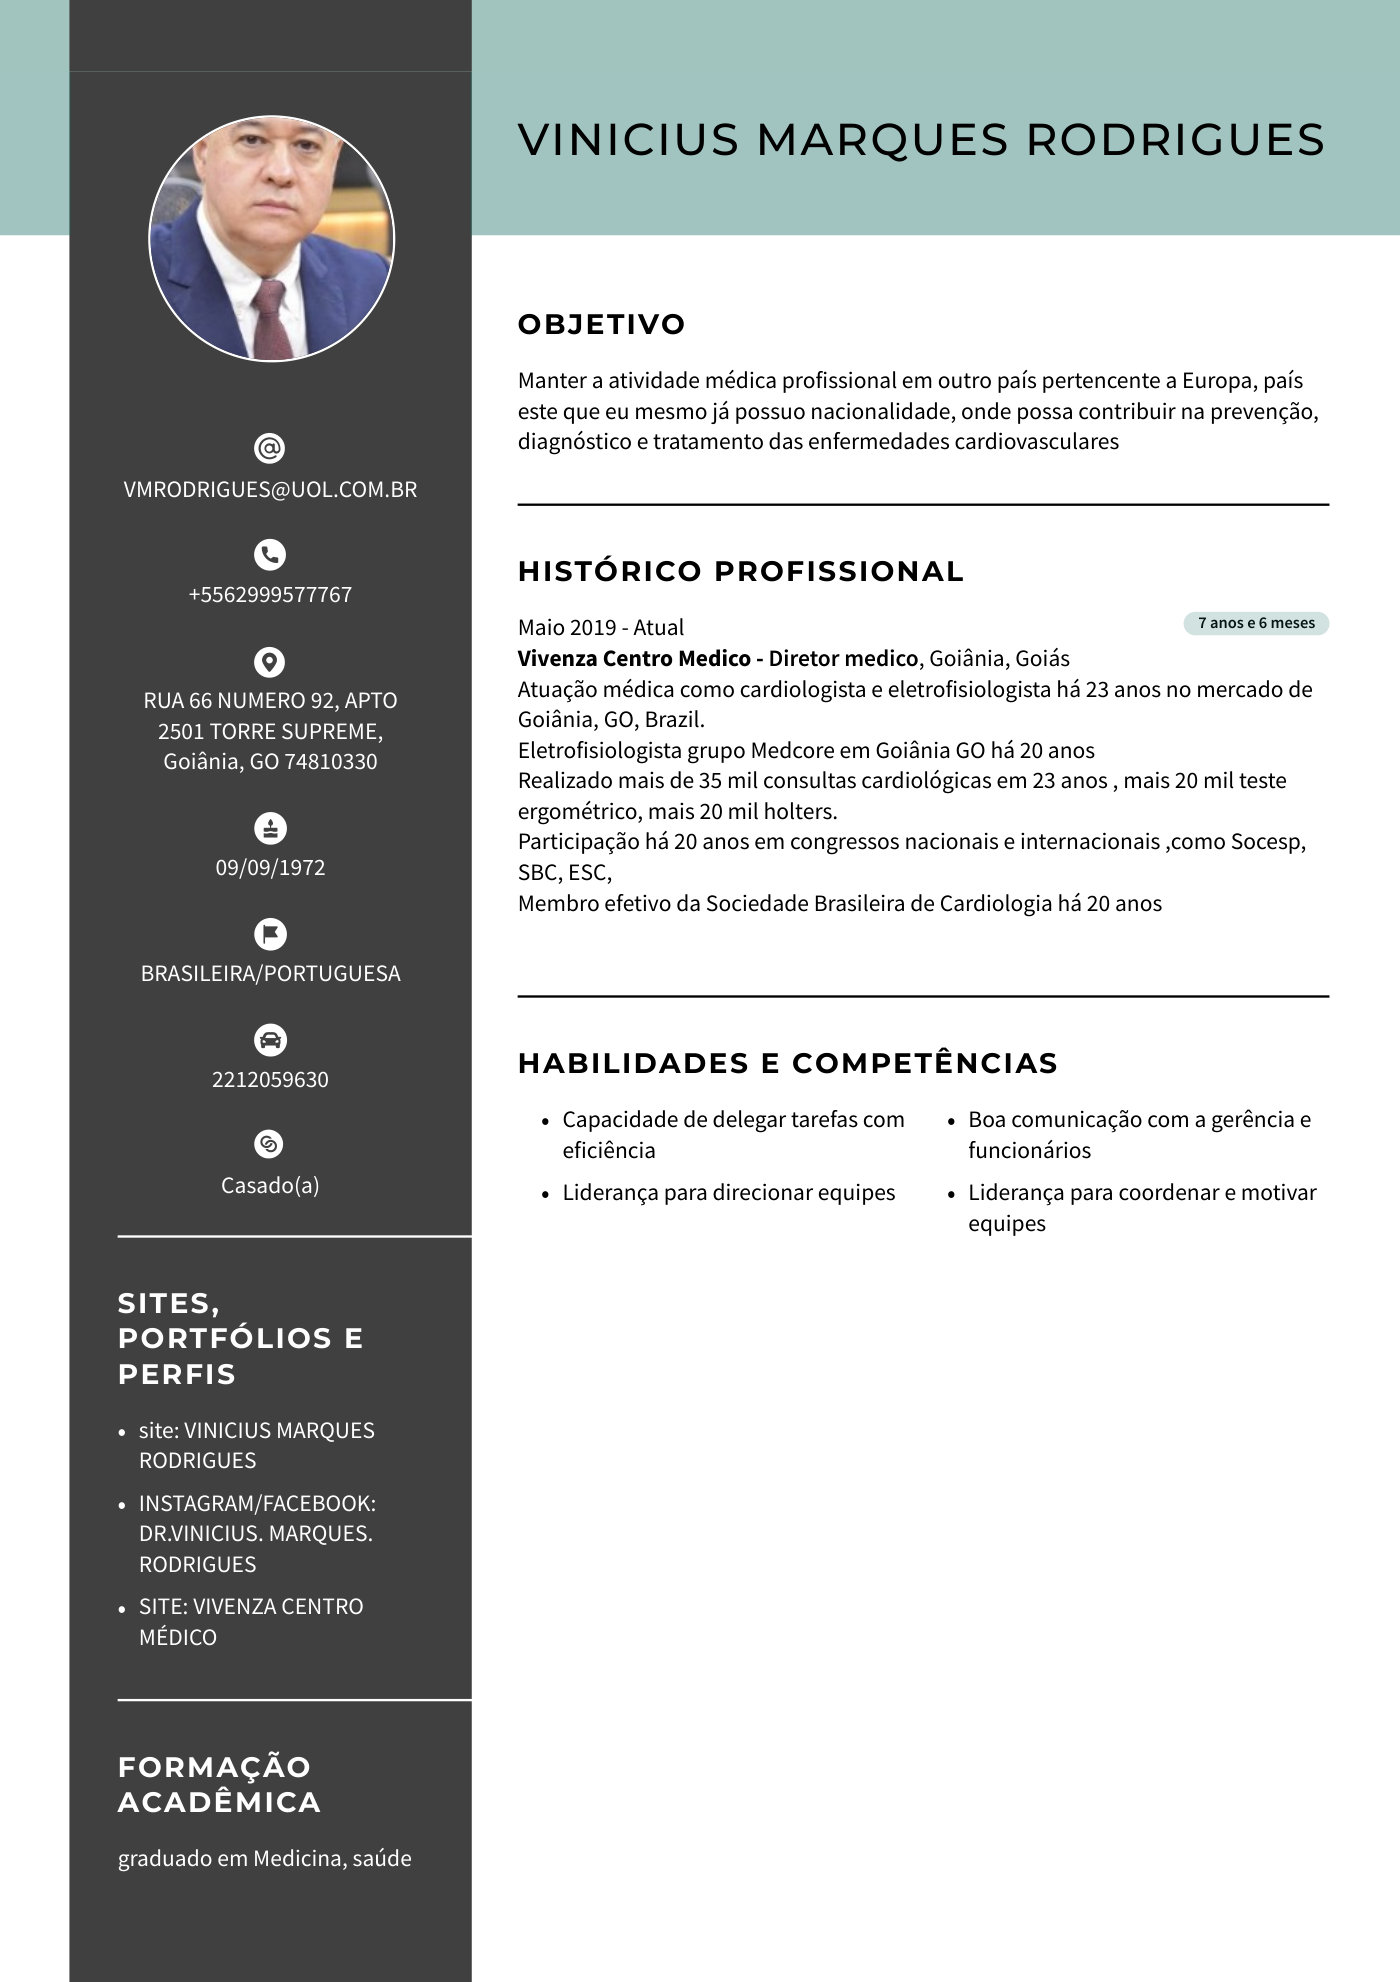 VINICIUS MARQUES RODRIGUES
VMRODRIGUES@UOL.COM.BR
+5562999577767
RUA 66 NUMERO 92, APTO
2501 TORRE SUPREME,
Goiânia, GO 74810330
09/09/1972
BRASILEIRA/PORTUGUESA
2212059630
Casado(a)
SITES,
PORTFÓLIOS E
PERFIS
• site: VINICIUS MARQUES
RODRIGUES
• INSTAGRAM/FACEBOOK:
DR.VINICIUS. MARQUES.
RODRIGUES
• SITE: VIVENZA CENTRO
MÉDICO
FORMAÇÃO
ACADÊMICA
graduado em Medicina, saúde
OBJETIVO
Manter a atividade médica profissional em outro país pertencente a Europa, país
este que eu mesmo já possuo nacionalidade, onde possa contribuir na prevenção,
diagnóstico e tratamento das enfermedades cardiovasculares
HISTÓRICO PROFISSIONAL
Maio 2019 - Atual
7 anos e 6 meses
Vivenza Centro Medico - Diretor medico, Goiânia, Goiás
Atuação médica como cardiologista e eletrofisiologista há 23 anos no mercado de
Goiânia, GO, Brazil.
Eletrofisiologista grupo Medcore em Goiânia GO há 20 anos
Realizado mais de 35 mil consultas cardiológicas em 23 anos , mais 20 mil teste
ergométrico, mais 20 mil holters.
Participação há 20 anos em congressos nacionais e internacionais ,como Socesp,
SBC, ESC,
Membro efetivo da Sociedade Brasileira de Cardiologia há 20 anos
HABILIDADES E COMPETÊNCIAS
• Capacidade de delegar tarefas com
eficiência
• Liderança para direcionar equipes
• Boa comunicação com a gerência e
funcionários
• Liderança para coordenar e motivar
equipes